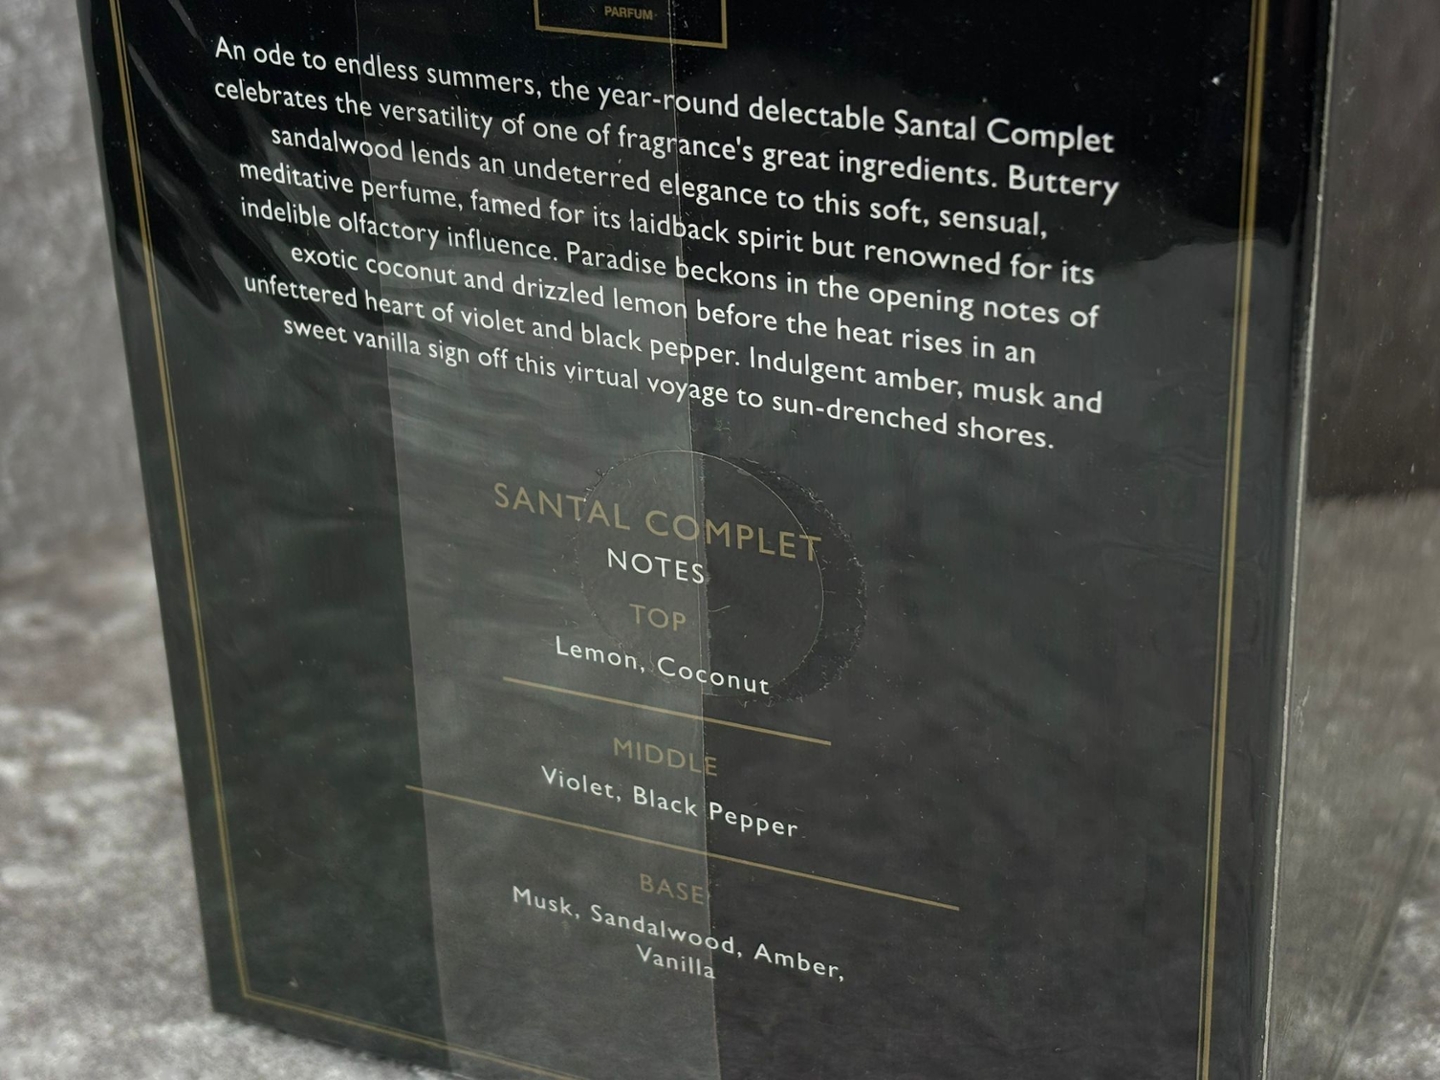 PARFUM
An ode to endless summers, the year-round delectable Santal Complet
celebrates the versatility of one of fragrance's great ingredients. Buttery
sandalwood lends an undeterred elegance to this soft, sensual,
meditative perfume, famed for its laidback spirit but renowned for its
indelible olfactory influence. Paradise beckons in the opening notes of
exotic coconut and drizzled lemon before the heat rises in an
unfettered heart of violet and black pepper. Indulgent amber, musk and
sweet vanilla sign off this virtual voyage to sun-drenched shores.
SANTAL COMPLET
NOTES
TOP
Lemon, Coconut
MIDDLE
Violet, Black Pepper
BASE
Musk, Sandalwood, Amber,
Vanilla